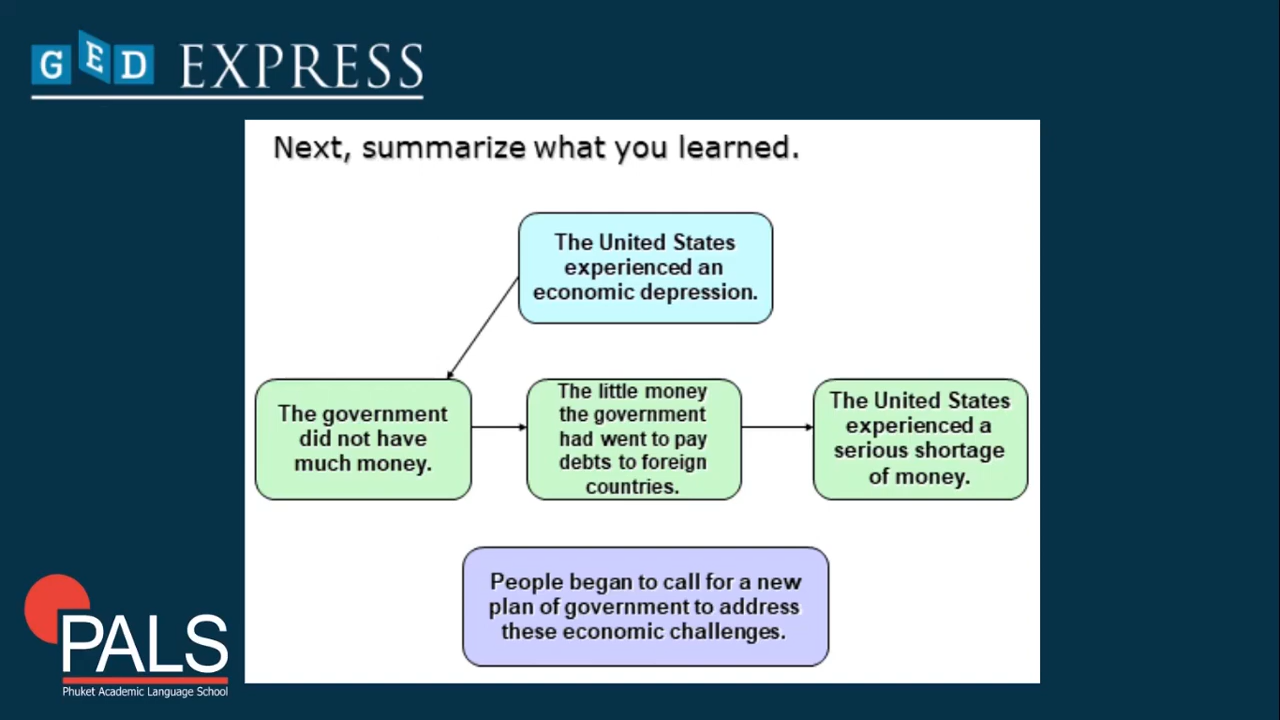 GED EXPRESS
Next, summarize what you learned.
The United States
experienced an
economic depression.
The government
did not have
much money.
The little money
the government
had went to pay
debts to foreign
countries.
The United States
experienced a
serious shortage
of money.
People began to call for a new
plan of government to address
these economic challenges.
PALS
Phuket Academic Language School